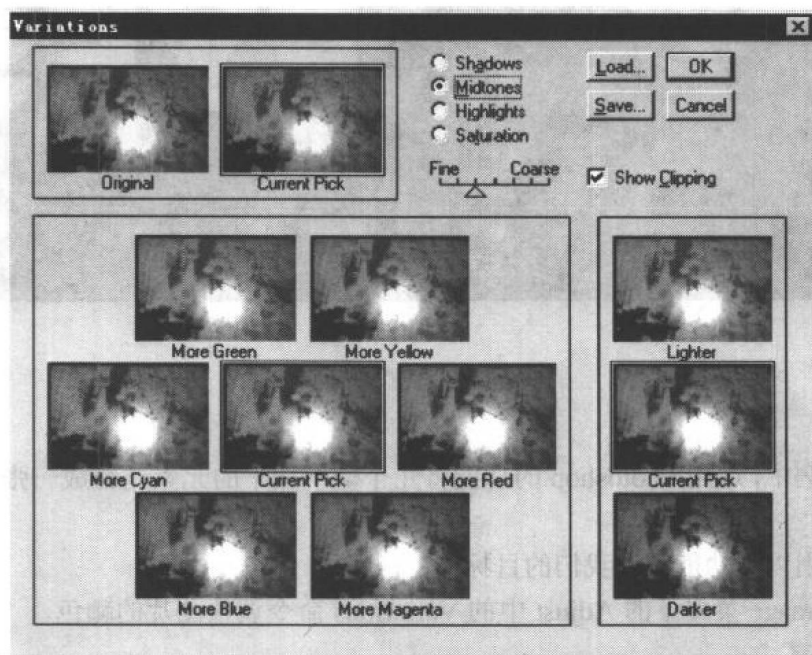 Variations
Original
Current Pick
Shadows
Midtones
Highlights
Saturation
Fine Coarse
Load... OK
Save... Cancel
Show Clipping
More Green More Yellow
More Cyan Current Pick More Red
More Blue More Magenta
Lighter
Current Pick
Darker